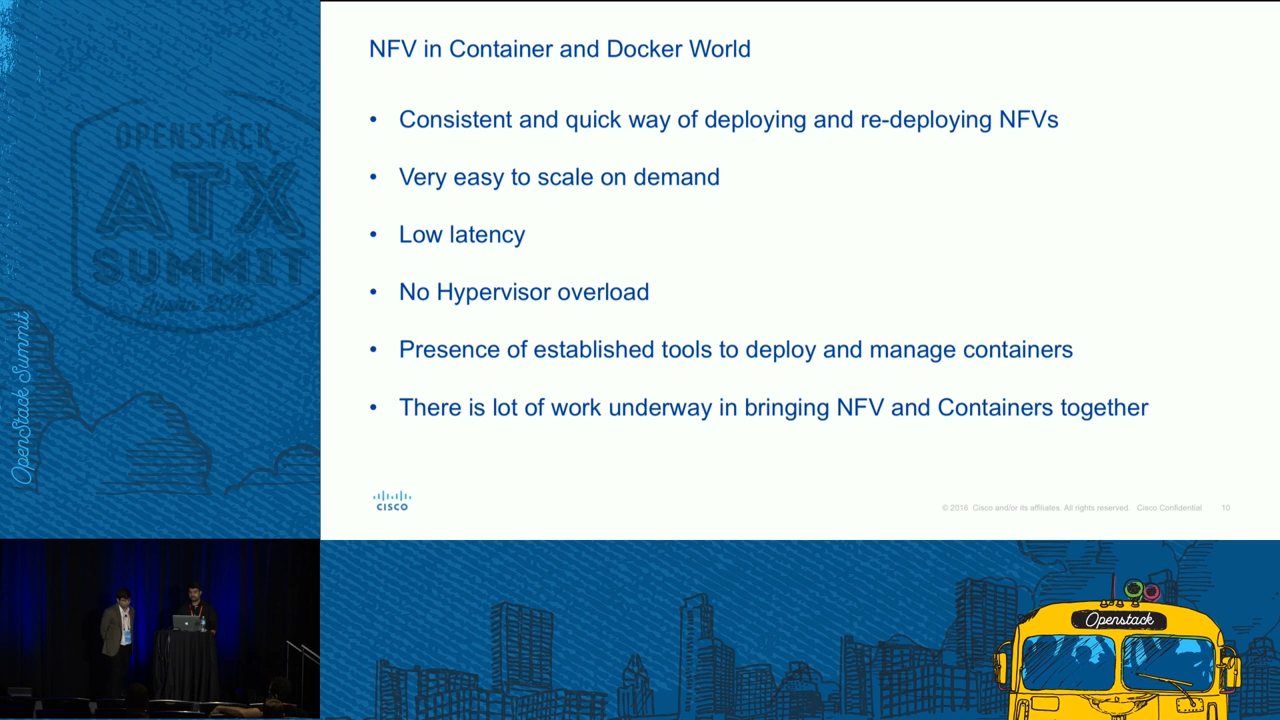 OPENSTACK
ATX
SUMMIT
Austin 2016
OpenStack Summit
NFV in Container and Docker World
• Consistent and quick way of deploying and re-deploying NFVs
• Very easy to scale on demand
• Low latency
• No Hypervisor overload
• Presence of established tools to deploy and manage containers
• There is lot of work underway in bringing NFV and Containers together
CISCO
© 2016 Cisco and/or its affiliates. All rights reserved. Cisco Confidential 10
Openstack